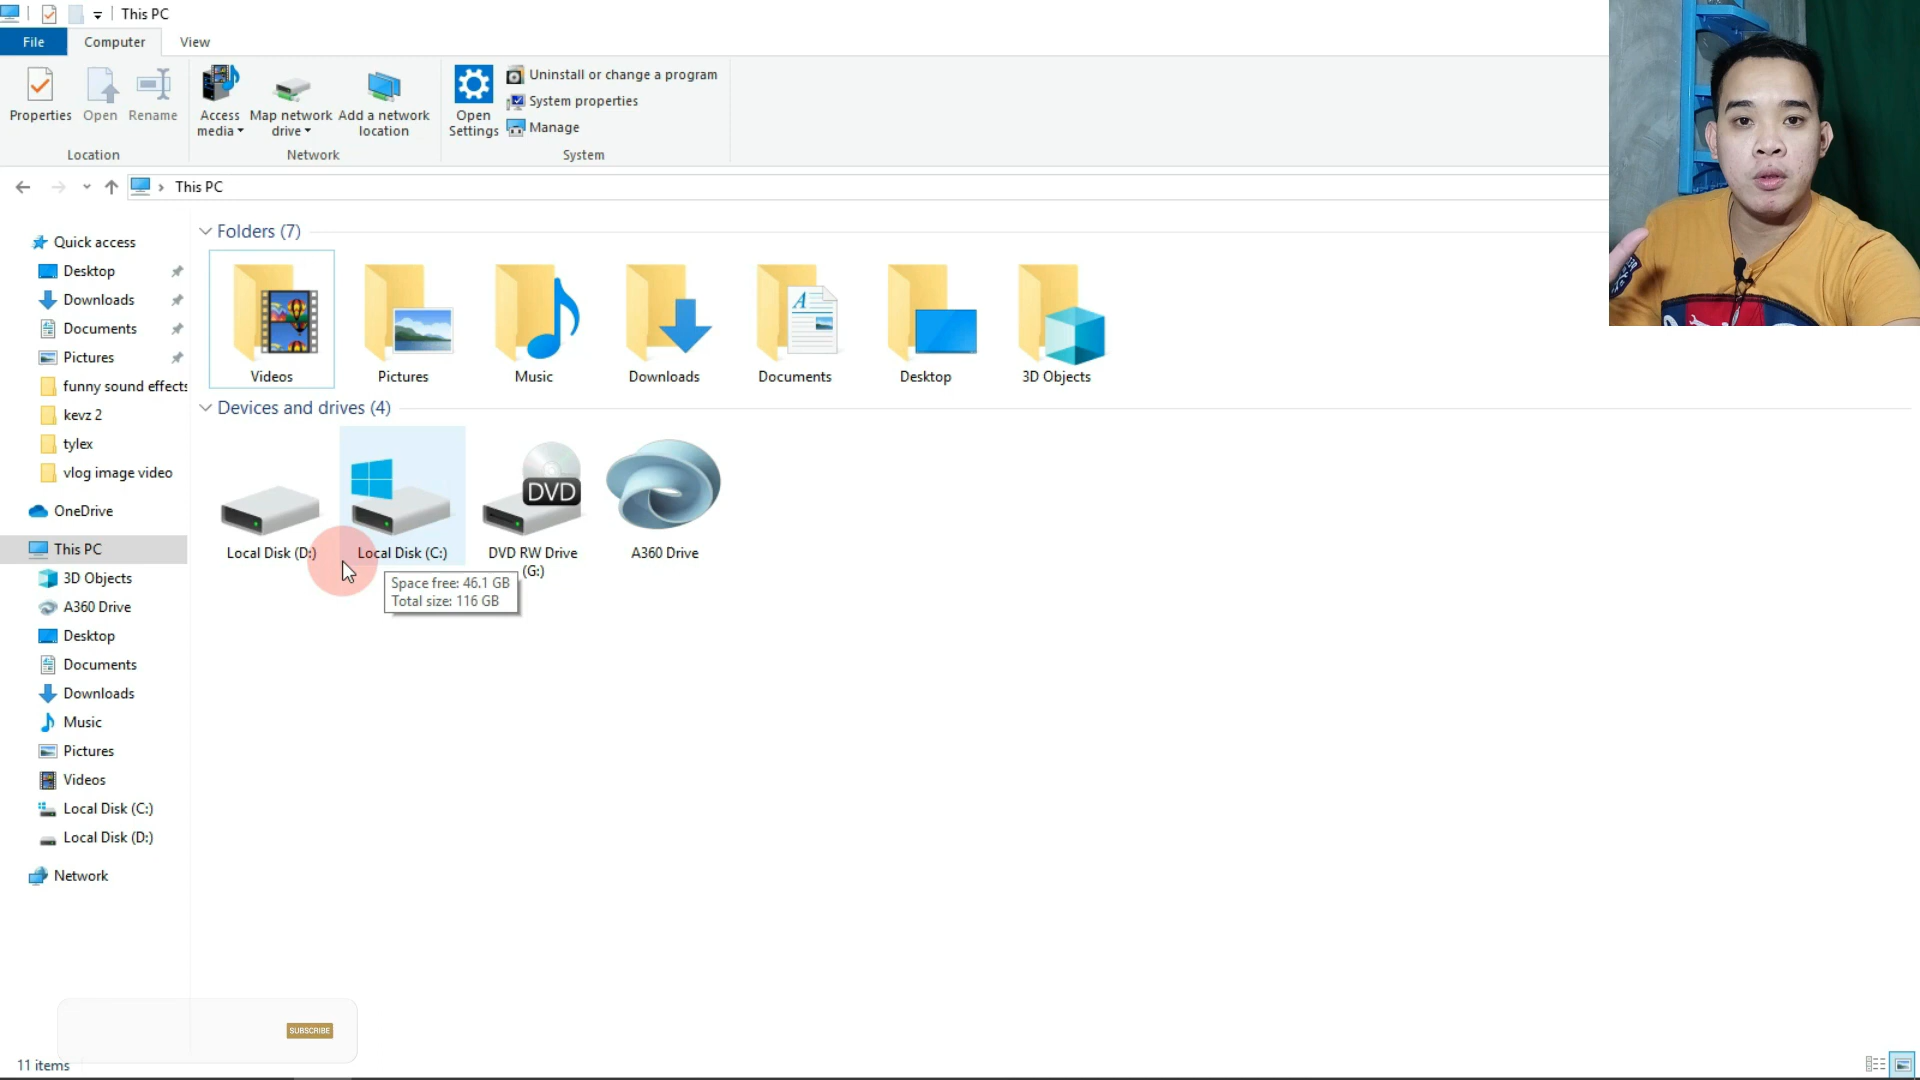 This PC
File
Computer
View
Properties
Open
Rename
Access
media
Map network
drive
Add a network
location
Open
Settings
Uninstall or change a program
System properties
Manage
Location
Network
System
This PC
Quick access
Desktop
Downloads
Documents
Pictures
funny sound effects
kevz 2
tylex
vlog image video
OneDrive
This PC
3D Objects
A360 Drive
Desktop
Documents
Downloads
Music
Pictures
Videos
Local Disk (C:)
Local Disk (D:)
Network
Folders (7)
Videos
Pictures
Music
Downloads
Documents
Desktop
3D Objects
Devices and drives (4)
DVD
Local Disk (D:)
Local Disk (C:)
DVD RW Drive
(G:)
A360 Drive
Space free: 46.1 GB
Total size: 116 GB
SUBSCRIBE
11 items